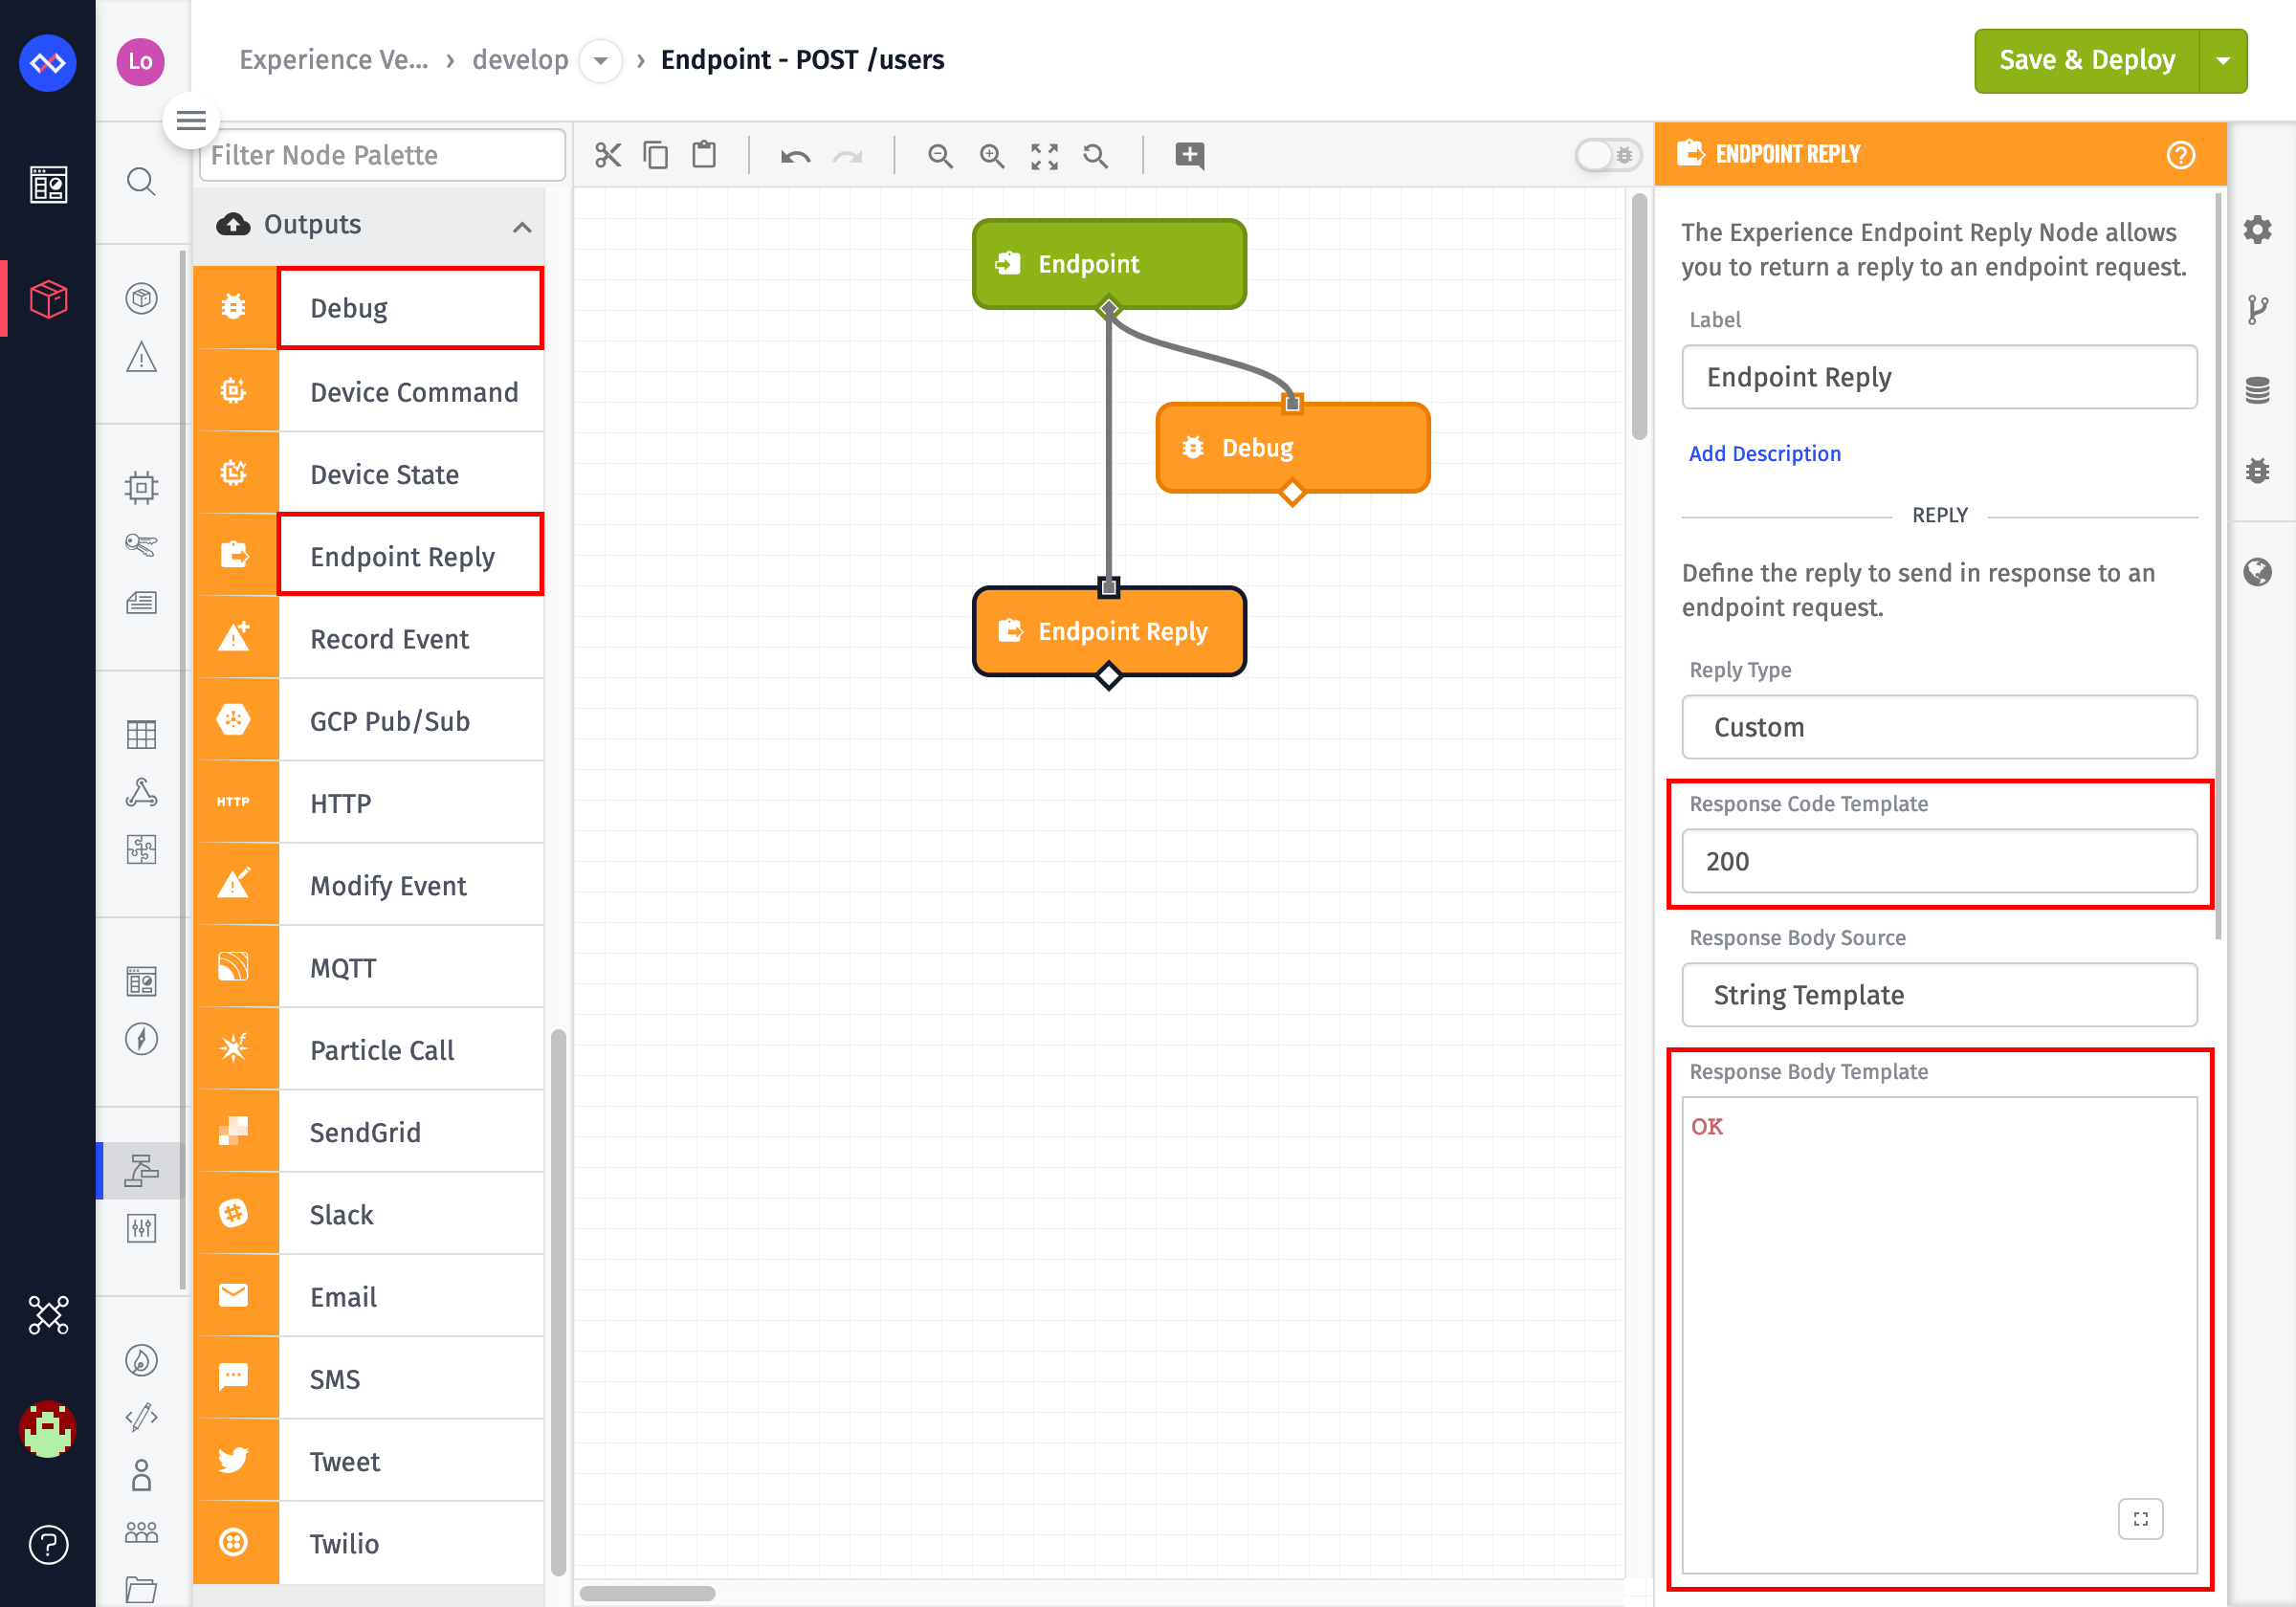 Lo
Experience Ve... › develop › Endpoint - POST /users
Save & Deploy
Filter Node Palette
Outputs
Debug
Device Command
Device State
Endpoint Reply
Record Event
GCP Pub/Sub
HTTP HTTP
Modify Event
MQTT
Particle Call
SendGrid
Slack
Email
SMS
Tweet
Twilio
Endpoint
Debug
Endpoint Reply
ENDPOINT REPLY
The Experience Endpoint Reply Node allows
you to return a reply to an endpoint request.
Label
Endpoint Reply
Add Description
REPLY
Define the reply to send in response to an
endpoint request.
Reply Type
Custom
Response Code Template
200
Response Body Source
String Template
Response Body Template
OK